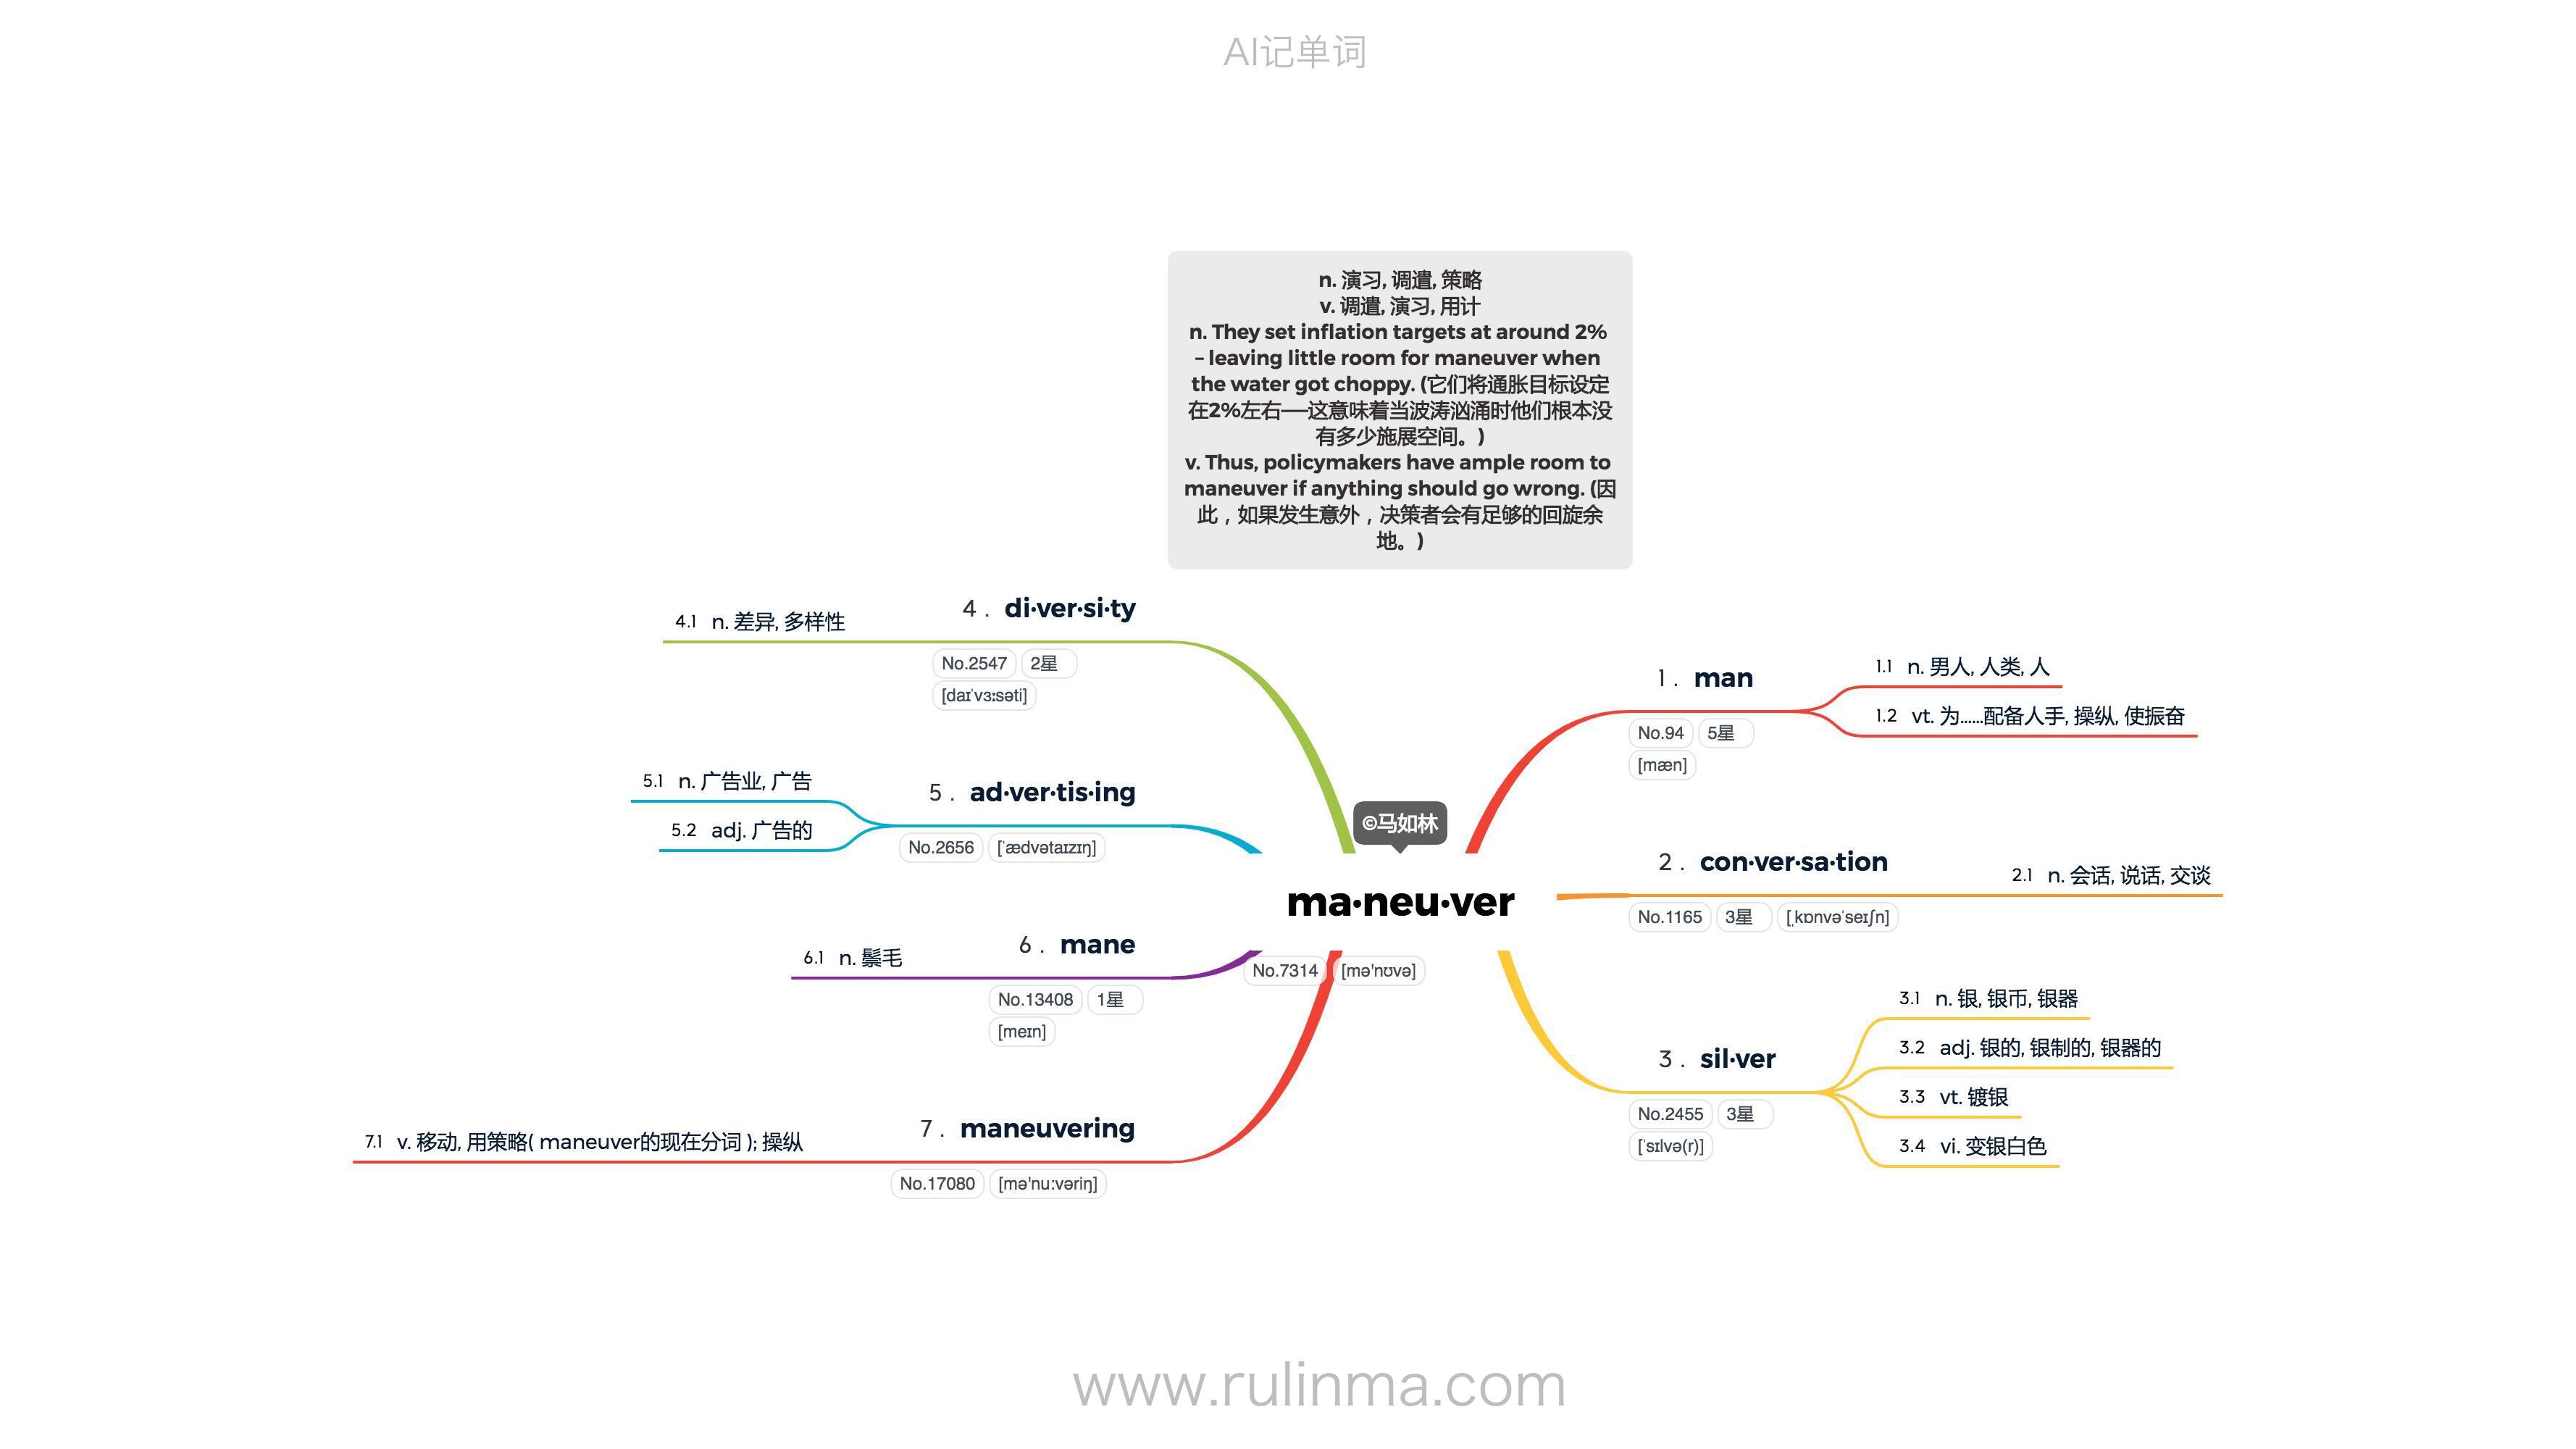 AI记单词
n. 演习, 调遣, 策略
v. 调遣, 演习, 用计
n. They set inflation targets at around 2%
– leaving little room for maneuver when
the water got choppy. (它们将通胀目标设定
在2%左右──这意味着当波涛汹涌时他们根本没
有多少施展空间。)
v. Thus, policymakers have ample room to
maneuver if anything should go wrong. (因
此，如果发生意外，决策者会有足够的回旋余
地。)
©马如林
ma·neu·ver
No.7314 [mə'nʊvə]
1. man
No.94 5星
[mæn]
1.1 n. 男人, 人类, 人
1.2 vt. 为......配备人手, 操纵, 使振奋
2. con·ver·sa·tion
No.1165 3星 [ˌkɒnvəˈseɪʃn]
2.1 n. 会话, 说话, 交谈
3. sil·ver
No.2455 3星
[ˈsɪlvə(r)]
3.1 n. 银, 银币, 银器
3.2 adj. 银的, 银制的, 银器的
3.3 vt. 镀银
3.4 vi. 变银白色
4. di·ver·si·ty
No.2547 2星
[daɪˈvɜːsəti]
4.1 n. 差异, 多样性
5. ad·ver·tis·ing
No.2656 [ˈædvətaɪzɪŋ]
5.1 n. 广告业, 广告
5.2 adj. 广告的
6. mane
No.13408 1星
[meɪn]
6.1 n. 鬃毛
7. maneuvering
No.17080 [mə'nu:vəriŋ]
7.1 v. 移动, 用策略( maneuver的现在分词 ); 操纵
www.rulinma.com